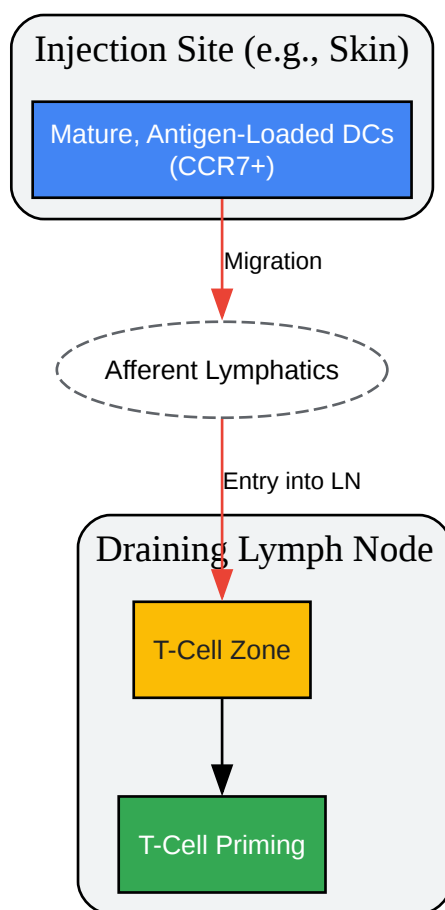 Injection Site (e.g., Skin)
Mature, Antigen-Loaded DCs
(CCR7+)
Migration
Afferent Lymphatics
Entry into LN
Draining Lymph Node
T-Cell Zone
T-Cell Priming